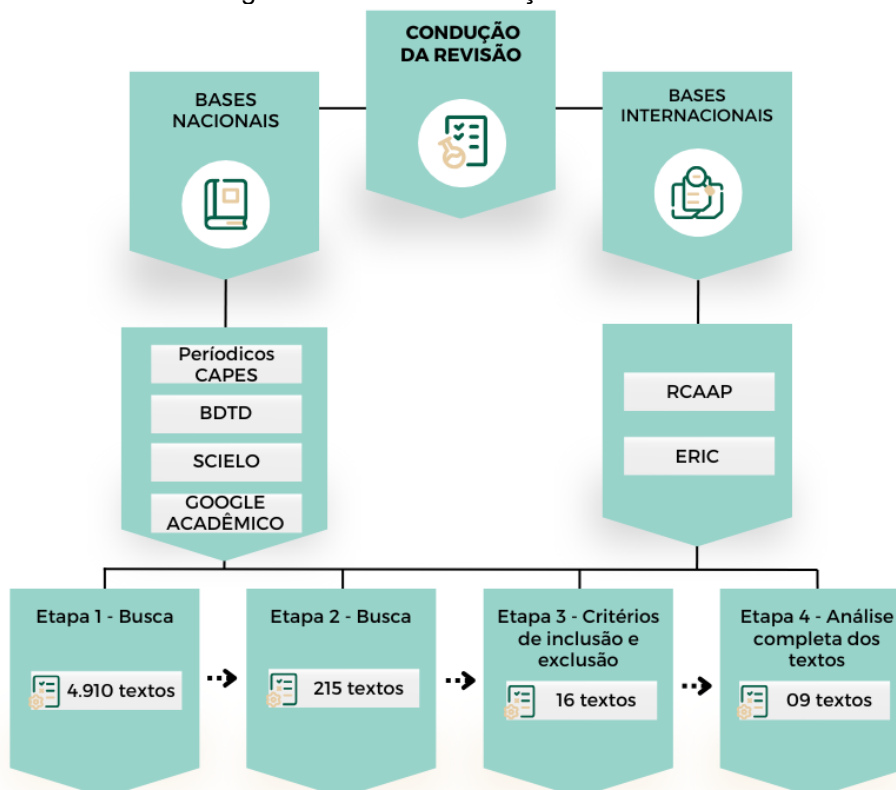 CONDUÇÃO
DA REVISÃO
BASES
NACIONAIS
BASES
INTERNACIONAIS
Períodicos
CAPES
BDTD
SCIELO
GOOGLE
ACADÊMICO
RCAAP
ERIC
Etapa 1 - Busca
4.910 textos
Etapa 2 - Busca
215 textos
Etapa 3 - Critérios
de inclusão e
exclusão
16 textos
Etapa 4 - Análise
completa dos
textos
09 textos